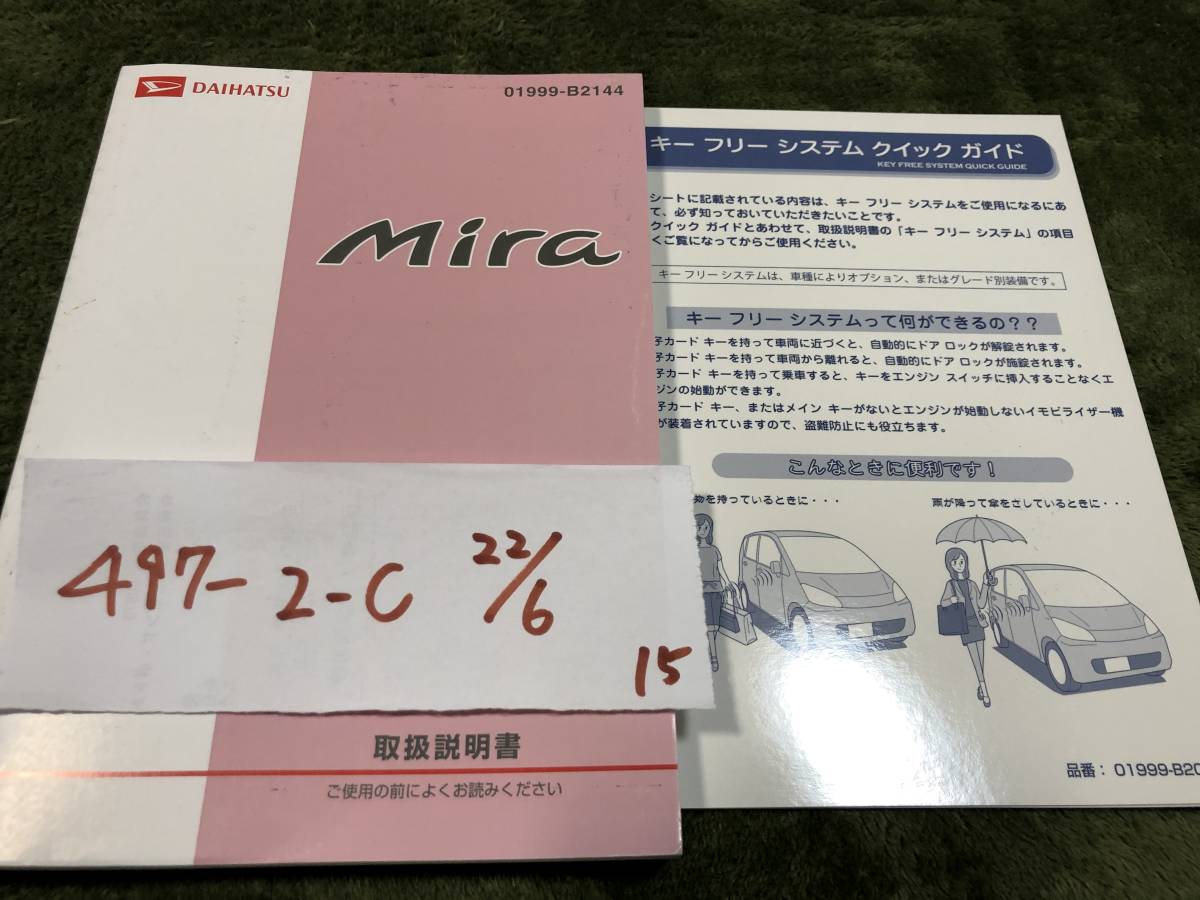 DAIHATSU
01999-B2144
Mira
497-2-C 22/6
15
取扱説明書
ご使用の前によくお読みください
キー フリー システム クイック ガイド
KEY FREE SYSTEM QUICK GUIDE
シートに記載されている内容は、キー フリー システムをご使用になるにあ
て、必ず知っておいていただきたいことです。
クイック ガイドとあわせて、取扱説明書の「キー フリー システム」の項目
くご覧になってからご使用ください。
キー フリー システムは、車種によりオプション、またはグレード別装備です。
キー フリー システムって何ができるの??
子カード キーを持って車両に近づくと、自動的にドア ロックが解錠されます。
子カード キーを持って車両から離れると、自動的にドア ロックが施錠されます。
子カード キーを持って乗車すると、キーをエンジン スイッチに挿入することなくエ
ジンの始動ができます。
子カード キー、またはメイン キーがないとエンジンが始動しないイモビライザー機
が装着されていますので、盗難防止にも役立ちます。
こんなときに便利です!
物を持っているときに・・・
雨が降って傘をさしているときに・・・
品番: 01999-B20